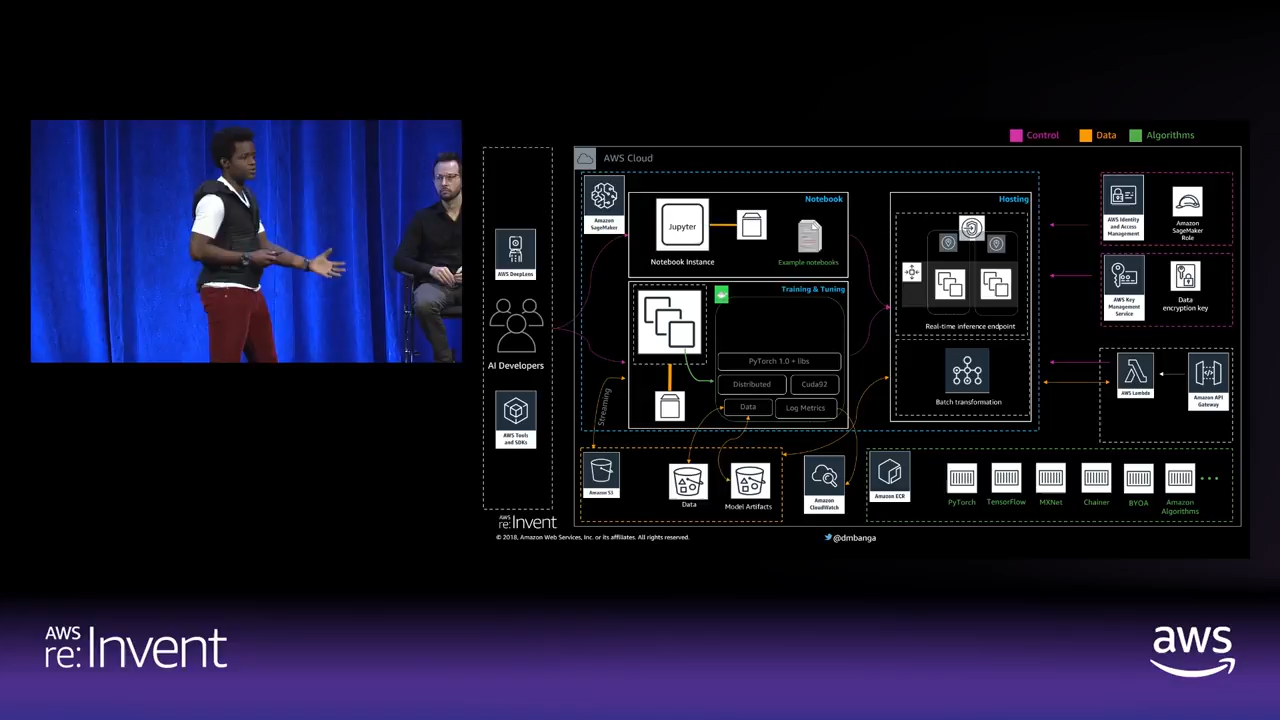 Control
Data
Algorithms
AWS Cloud
Amazon
SageMaker
Notebook
Jupyter
Notebook Instance
Example notebooks
Training & Tuning
PyTorch 1.0 + libs
Distributed
Cuda92
Data
Log Metrics
Streaming
Hosting
Real-time inference endpoint
Batch transformation
AWS DeepLens
AI Developers
AWS Tools
and SDKs
AWS Identity
and Access
Management
Amazon
SageMaker
Role
AWS Key
Management
Service
Data
encryption key
AWS Lambda
Amazon API
Gateway
Amazon S3
Data
Model Artifacts
Amazon
CloudWatch
Amazon ECR
PyTorch
TensorFlow
MXNet
Chainer
BYOA
Amazon
Algorithms
AWS
re:Invent
© 2018, Amazon Web Services, Inc. or its affiliates. All rights reserved.
@dmbanga
AWS
re:Invent
aws